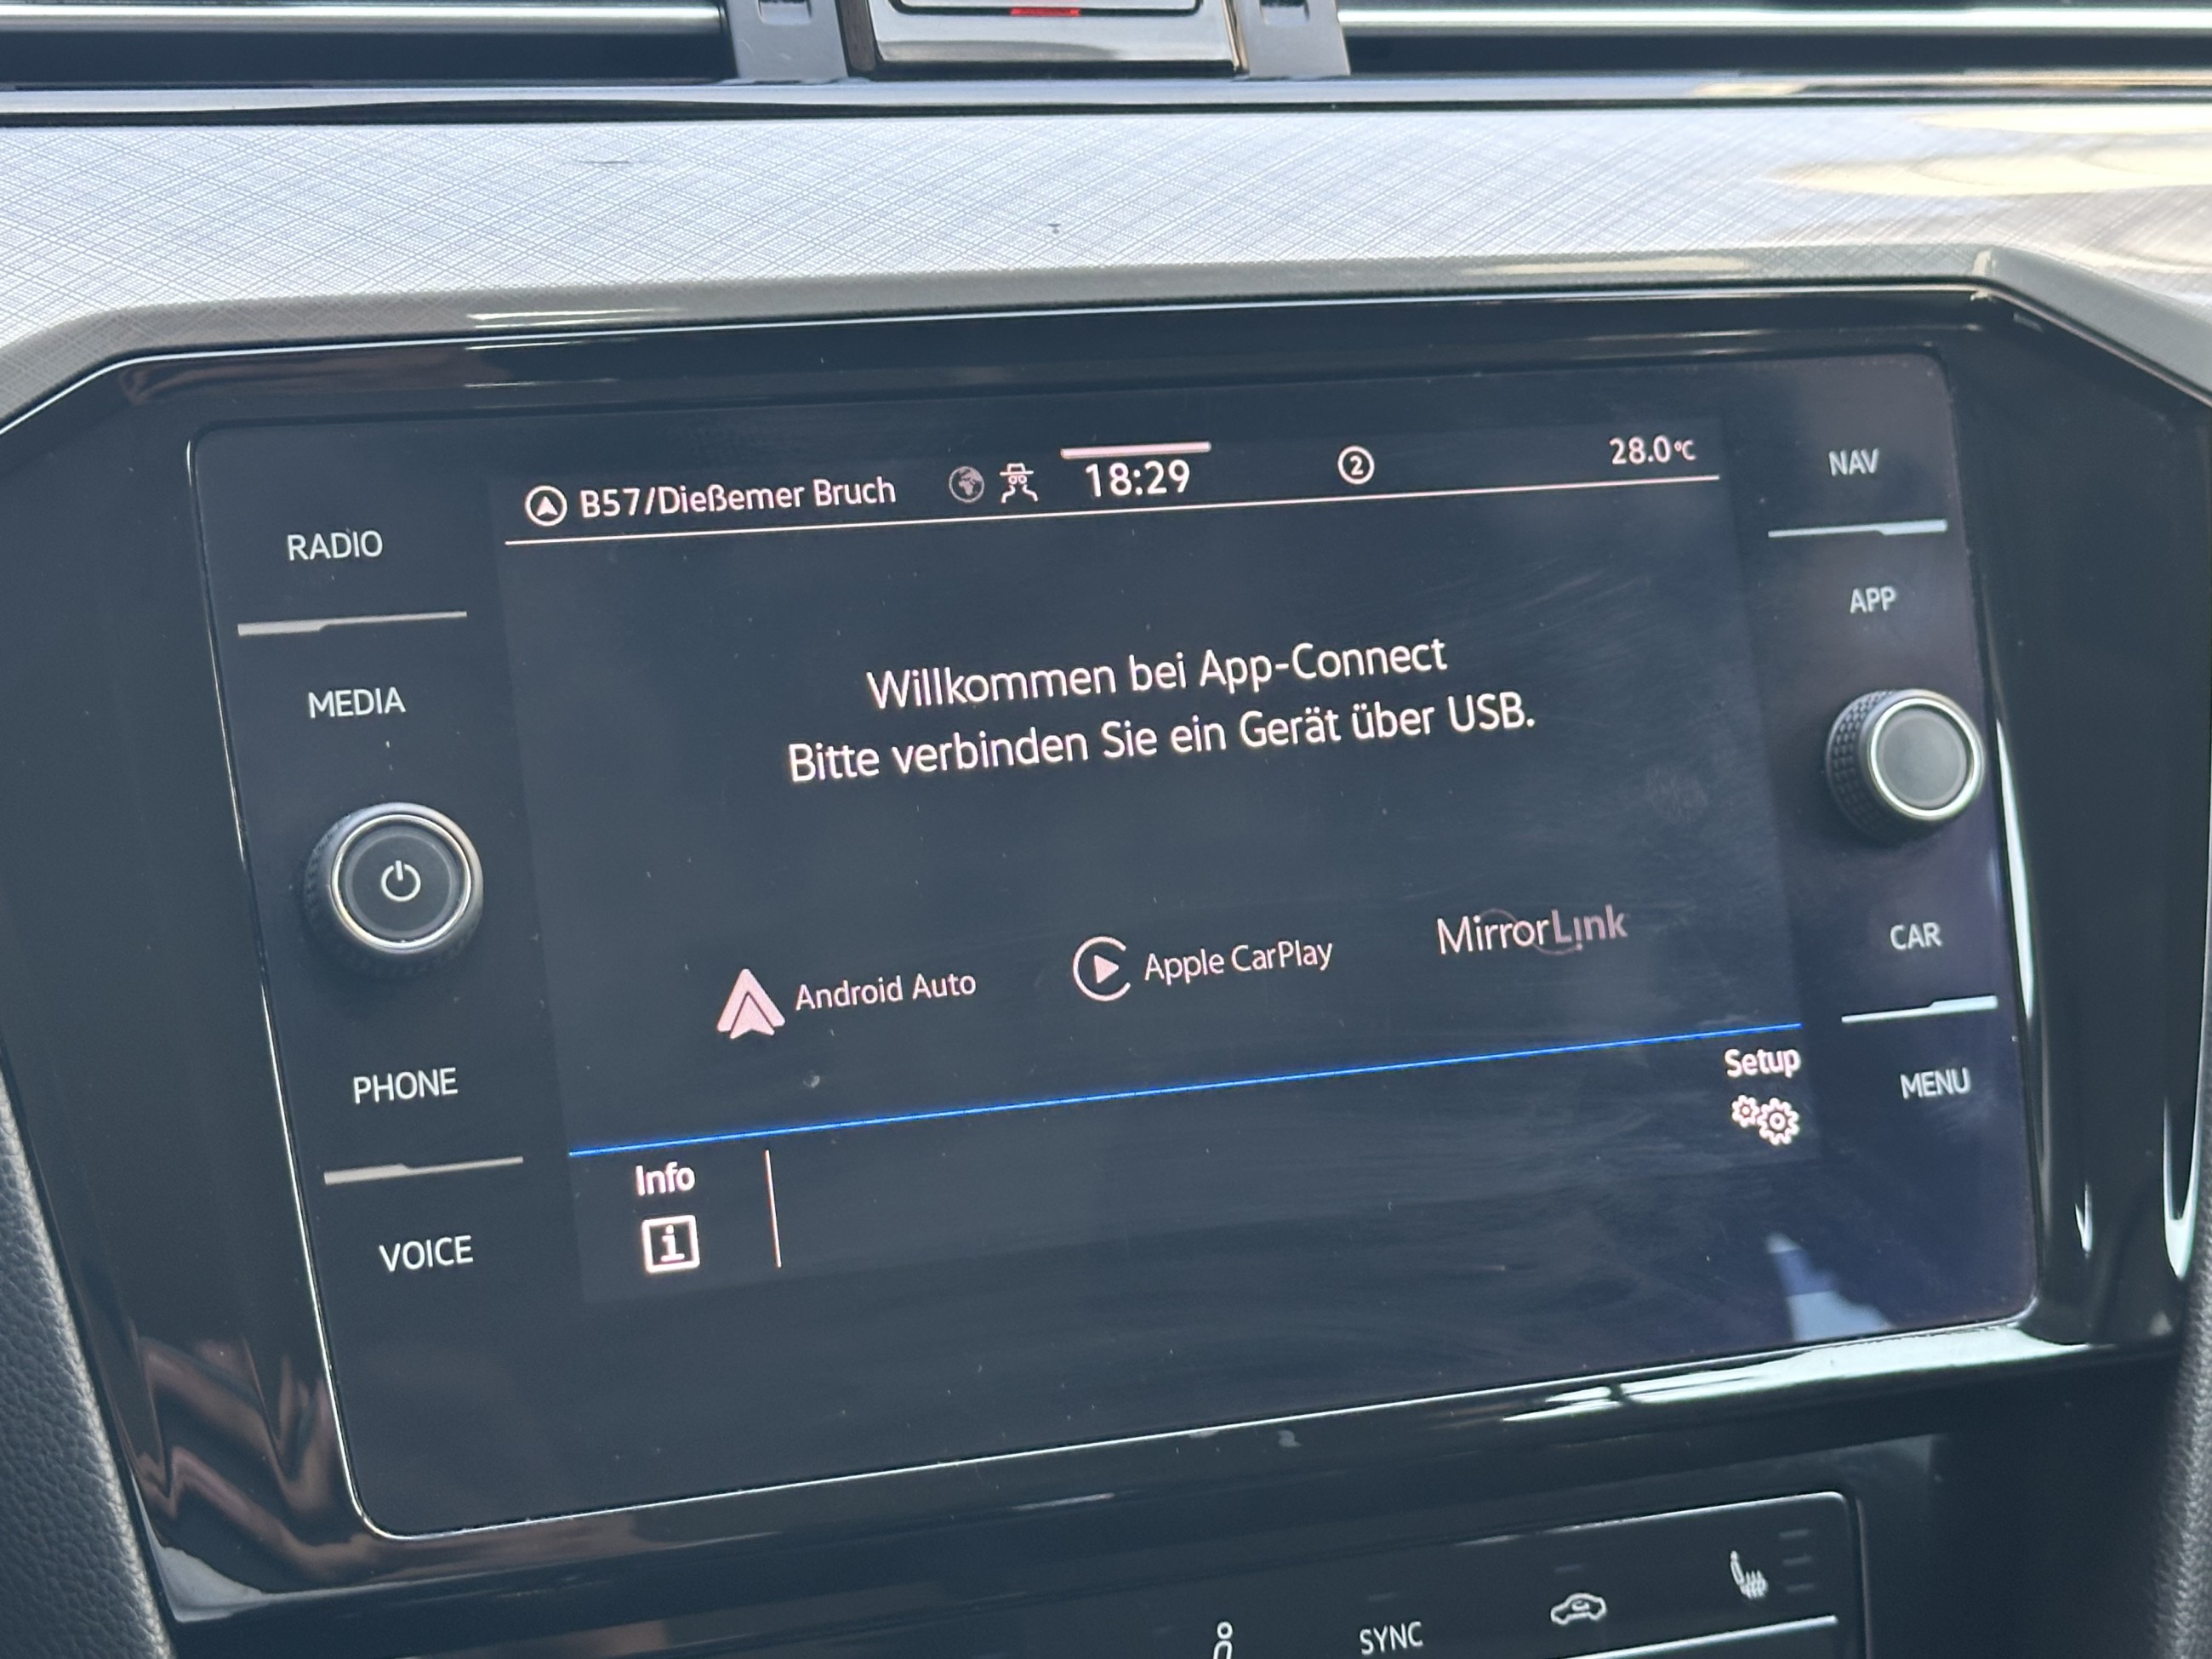 B57/Dießemer Bruch 18:29 2 28.0°C
NAV
RADIO
APP
Willkommen bei App-Connect
Bitte verbinden Sie ein Gerät über USB.
MEDIA
Android Auto Apple CarPlay MirrorLink
CAR
PHONE
Setup
MENU
Info
i
VOICE
SYNC